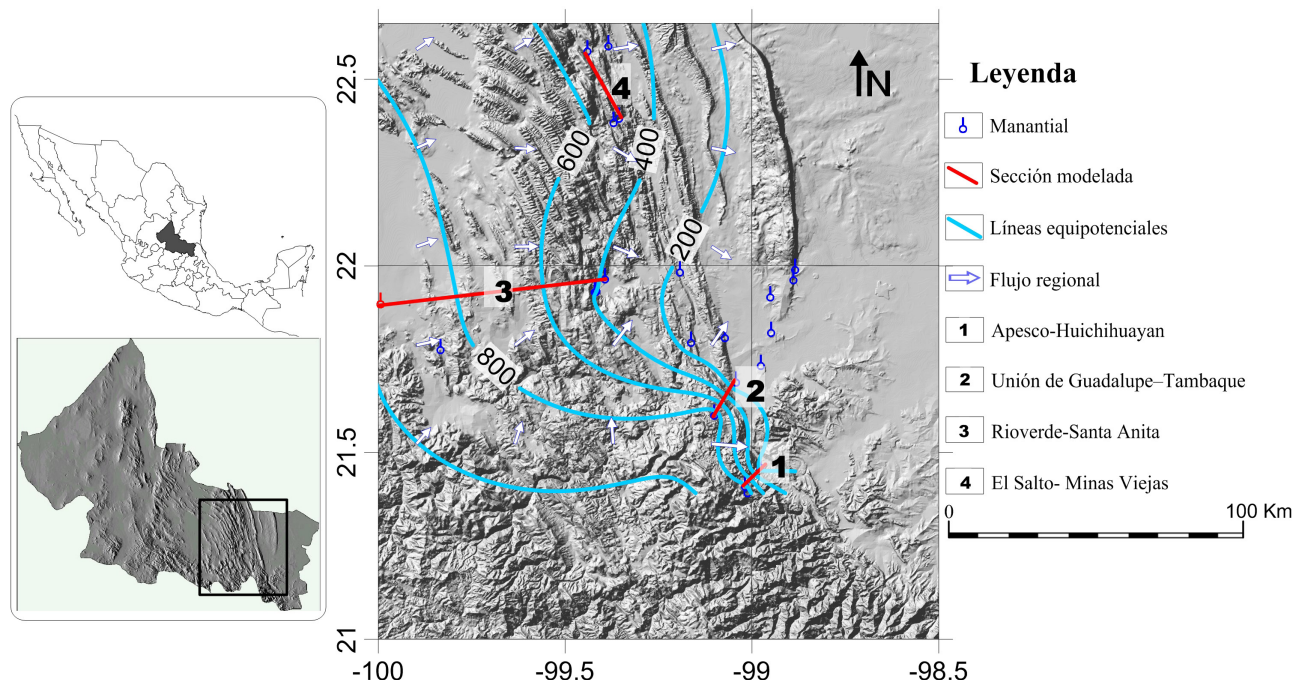 22.5
22
21.5
21
-100
-99.5
-99
-98.5
N
4
600
400
200
3
800
2
1
Leyenda
Manantial
Sección modelada
Líneas equipotenciales
Flujo regional
1 Apesco-Huichihuayan
2 Unión de Guadalupe–Tambaque
3 Rioverde-Santa Anita
4 El Salto- Minas Viejas
0 100 Km